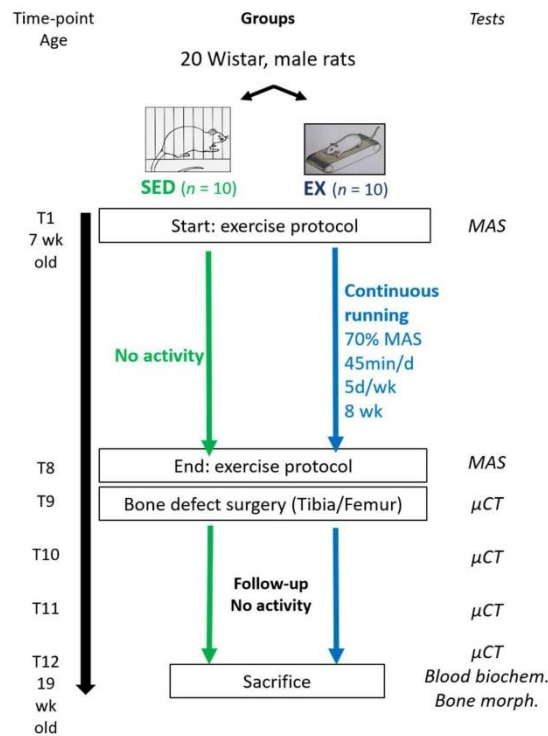 Time-point
Age
Groups
Tests
20 Wistar, male rats
SED (n = 10)
EX (n = 10)
T1
7 wk
old
Start: exercise protocol
MAS
No activity
Continuous
running
70% MAS
45min/d
5d/wk
8 wk
T8
End: exercise protocol
MAS
T9
Bone defect surgery (Tibia/Femur)
μCT
T10
μCT
Follow-up
No activity
T11
μCT
T12
19
wk
old
Sacrifice
μCT
Blood biochem.
Bone morph.